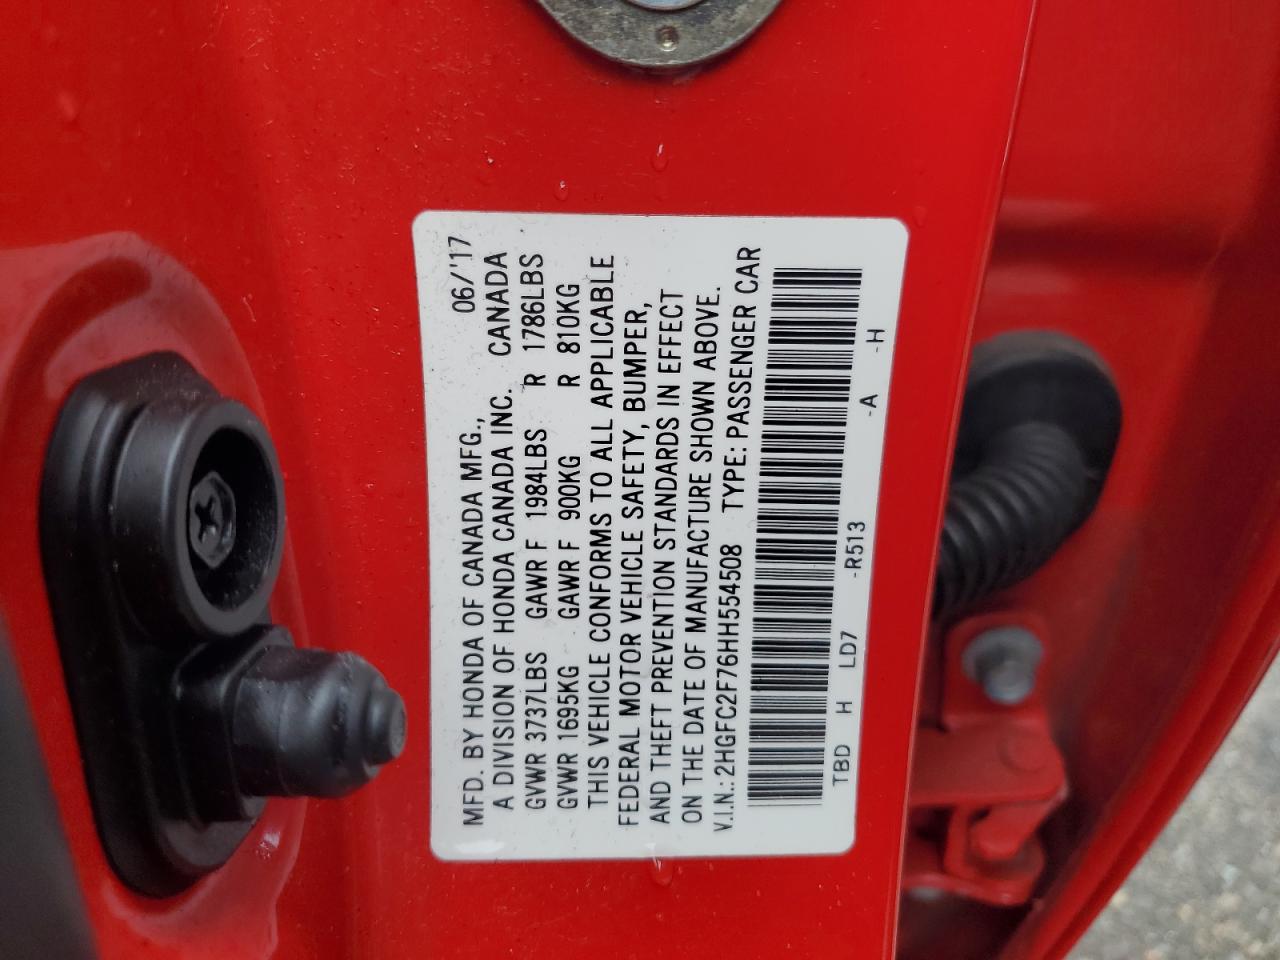 MFD. BY HONDA OF CANADA MFG., 06/'17
A DIVISION OF HONDA CANADA INC. CANADA
GVWR 3737LBS GAWR F 1984LBS R 1786LBS
GVWR 1695KG GAWR F 900KG R 810KG
THIS VEHICLE CONFORMS TO ALL APPLICABLE
FEDERAL MOTOR VEHICLE SAFETY, BUMPER,
AND THEFT PREVENTION STANDARDS IN EFFECT
ON THE DATE OF MANUFACTURE SHOWN ABOVE.
V.I.N.: 2HGFC2F76HH554508 TYPE: PASSENGER CAR
TBD H LD7 -R513 -A -H